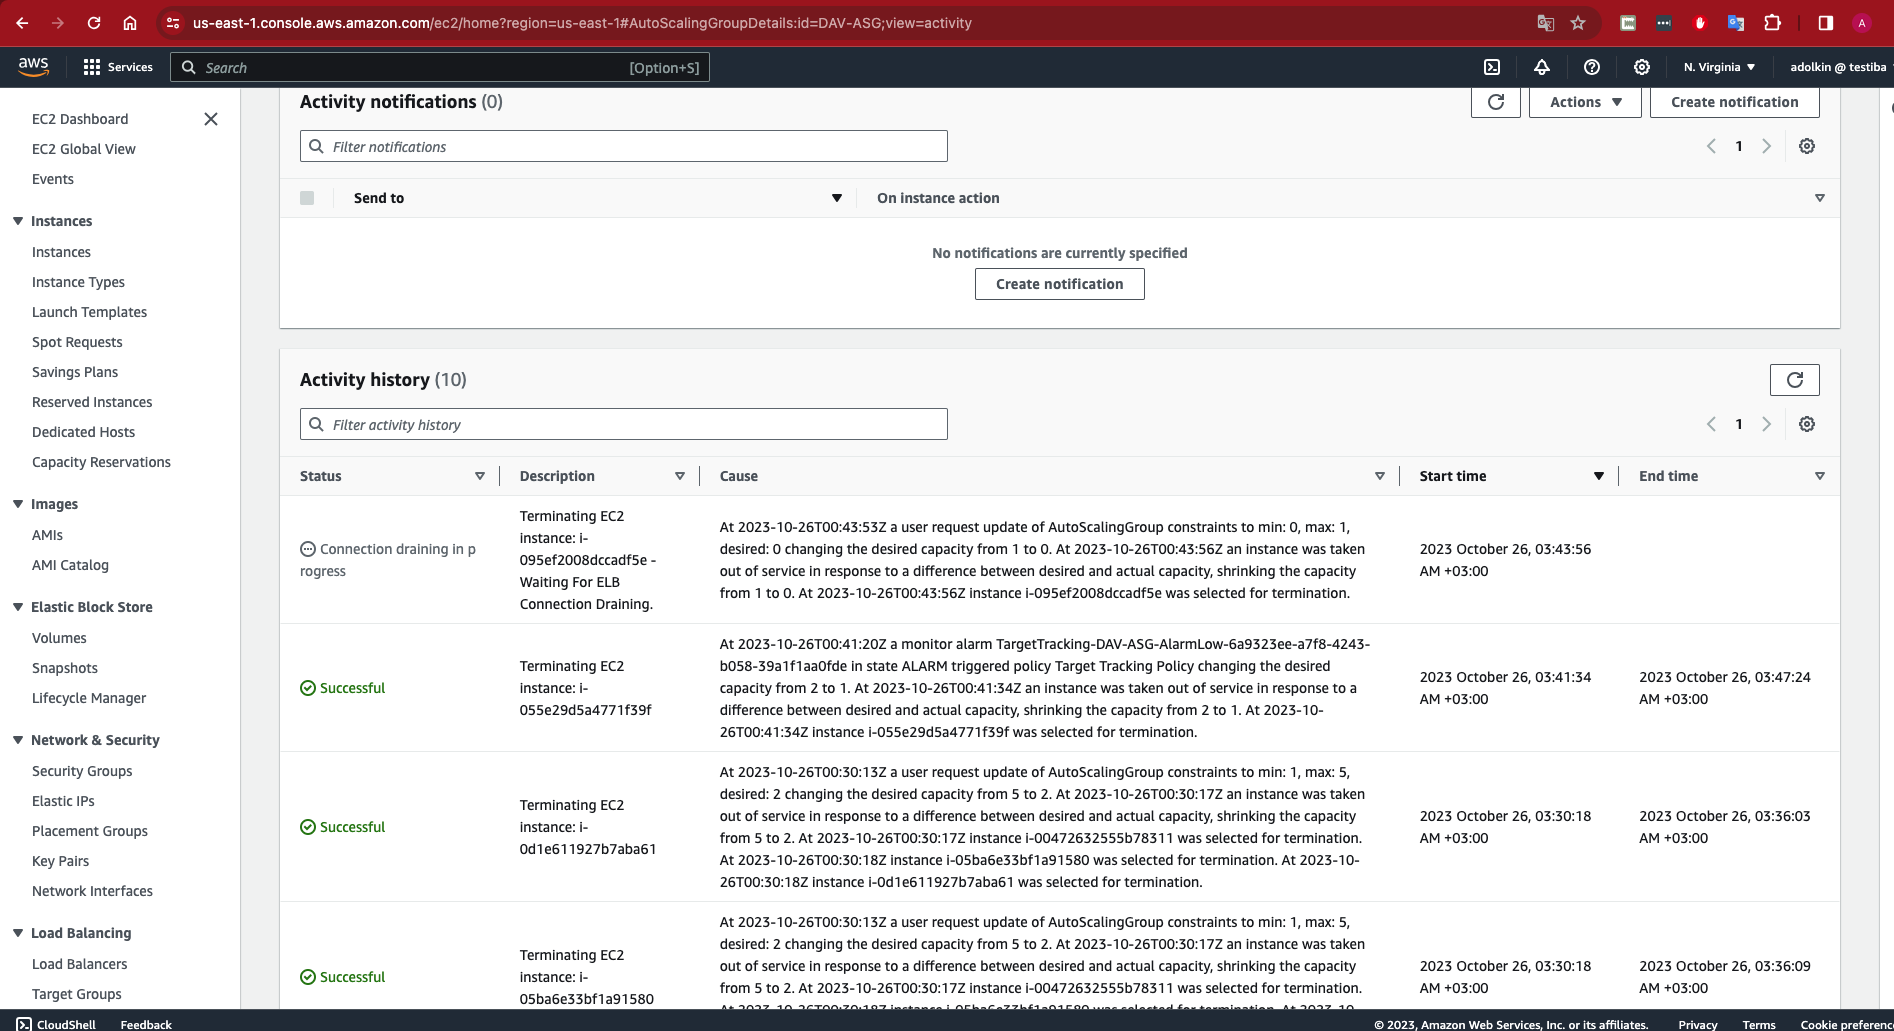 us-east-1.console.aws.amazon.com/ec2/home?region=us-east-1#AutoScalingGroupDetails:id=DAV-ASG;view=activity
A
aws
Services
Search
[Option+S]
N. Virginia
adolkin @ testiba
EC2 Dashboard
EC2 Global View
Events
Instances
Instances
Instance Types
Launch Templates
Spot Requests
Savings Plans
Reserved Instances
Dedicated Hosts
Capacity Reservations
Images
AMIs
AMI Catalog
Elastic Block Store
Volumes
Snapshots
Lifecycle Manager
Network & Security
Security Groups
Elastic IPs
Placement Groups
Key Pairs
Network Interfaces
Load Balancing
Load Balancers
Target Groups
Activity notifications (0)
Actions
Create notification
Filter notifications
1
Send to
On instance action
No notifications are currently specified
Create notification
Activity history (10)
Filter activity history
1
Status
Description
Cause
Start time
End time
Connection draining in p
rogress
Terminating EC2
instance: i-
095ef2008dccadf5e -
Waiting For ELB
Connection Draining.
At 2023-10-26T00:43:53Z a user request update of AutoScalingGroup constraints to min: 0, max: 1,
desired: 0 changing the desired capacity from 1 to 0. At 2023-10-26T00:43:56Z an instance was taken
out of service in response to a difference between desired and actual capacity, shrinking the capacity
from 1 to 0. At 2023-10-26T00:43:56Z instance i-095ef2008dccadf5e was selected for termination.
2023 October 26, 03:43:56
AM +03:00
Successful
Terminating EC2
instance: i-
055e29d5a4771f39f
At 2023-10-26T00:41:20Z a monitor alarm TargetTracking-DAV-ASG-AlarmLow-6a9323ee-a7f8-4243-
b058-39a1f1aa0fde in state ALARM triggered policy Target Tracking Policy changing the desired
capacity from 2 to 1. At 2023-10-26T00:41:34Z an instance was taken out of service in response to a
difference between desired and actual capacity, shrinking the capacity from 2 to 1. At 2023-10-
26T00:41:34Z instance i-055e29d5a4771f39f was selected for termination.
2023 October 26, 03:41:34
AM +03:00
2023 October 26, 03:47:24
AM +03:00
Successful
Terminating EC2
instance: i-
0d1e611927b7aba61
At 2023-10-26T00:30:13Z a user request update of AutoScalingGroup constraints to min: 1, max: 5,
desired: 2 changing the desired capacity from 5 to 2. At 2023-10-26T00:30:17Z an instance was taken
out of service in response to a difference between desired and actual capacity, shrinking the capacity
from 5 to 2. At 2023-10-26T00:30:17Z instance i-00472632555b78311 was selected for termination.
At 2023-10-26T00:30:18Z instance i-05ba6e33bf1a91580 was selected for termination. At 2023-10-
26T00:30:18Z instance i-0d1e611927b7aba61 was selected for termination.
2023 October 26, 03:30:18
AM +03:00
2023 October 26, 03:36:03
AM +03:00
Successful
Terminating EC2
instance: i-
05ba6e33bf1a91580
At 2023-10-26T00:30:13Z a user request update of AutoScalingGroup constraints to min: 1, max: 5,
desired: 2 changing the desired capacity from 5 to 2. At 2023-10-26T00:30:17Z an instance was taken
out of service in response to a difference between desired and actual capacity, shrinking the capacity
from 5 to 2. At 2023-10-26T00:30:17Z instance i-00472632555b78311 was selected for termination.
At 2023-10-26T00:30:18Z instance i-05ba6e33bf1a91580 was selected for termination. At 2023-10-
2023 October 26, 03:30:18
AM +03:00
2023 October 26, 03:36:09
AM +03:00
CloudShell
Feedback
© 2023, Amazon Web Services, Inc. or its affiliates.
Privacy
Terms
Cookie preferenc